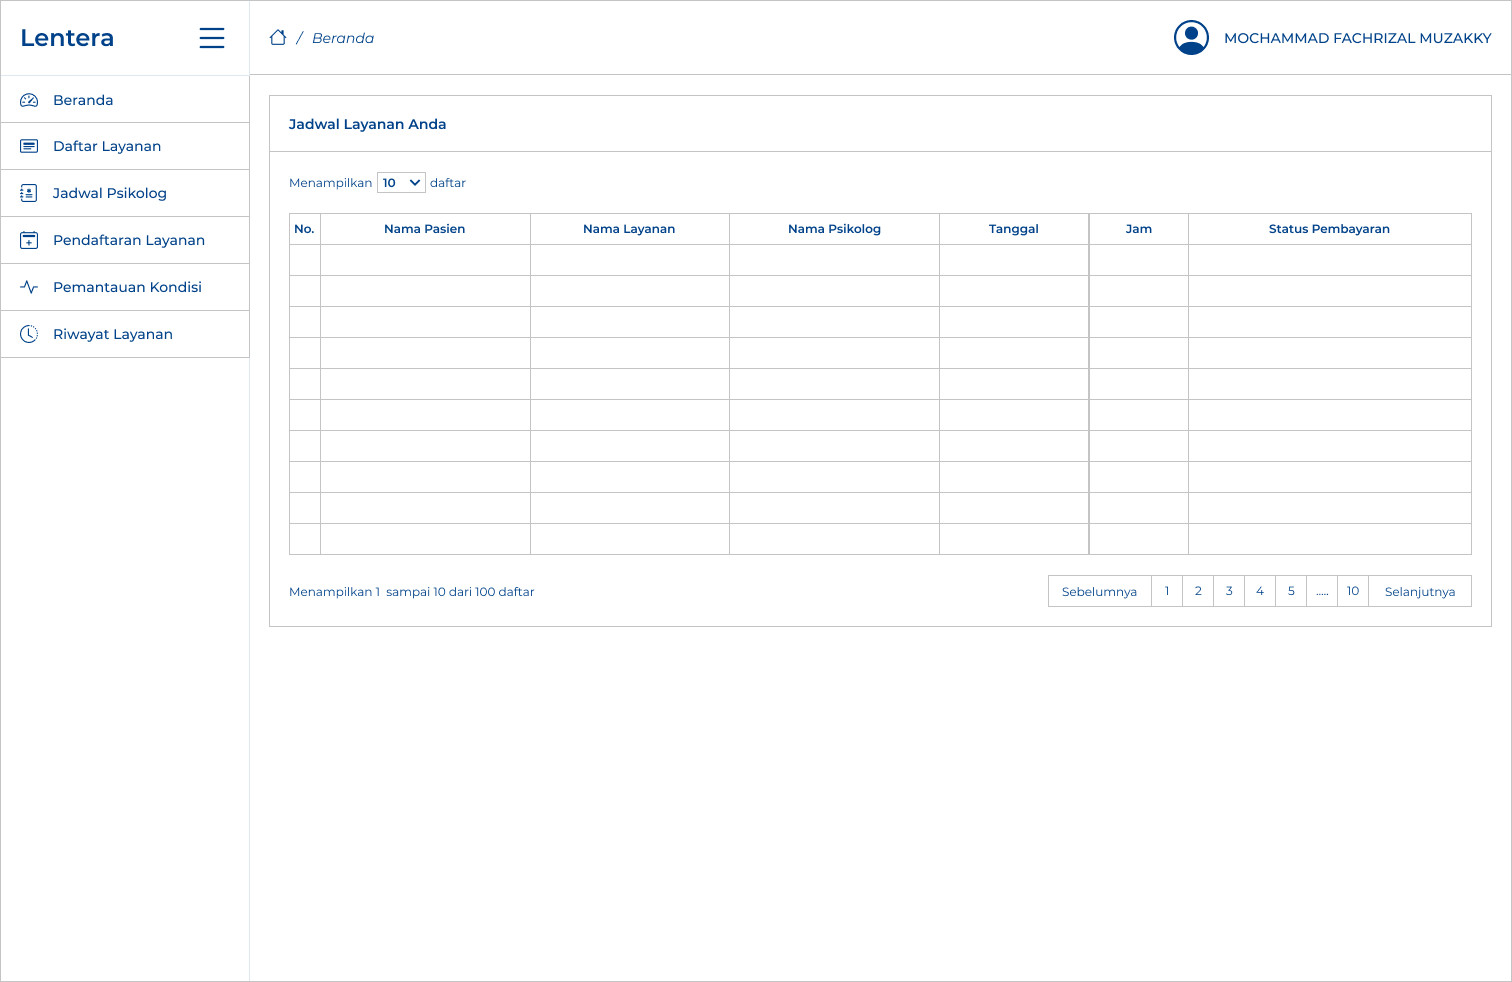 Lentera
/ Beranda
MOCHAMMAD FACHRIZAL MUZAKKY
Beranda
Daftar Layanan
Jadwal Psikolog
Pendaftaran Layanan
Pemantauan Kondisi
Riwayat Layanan
Jadwal Layanan Anda
Menampilkan 10 daftar
No. Nama Pasien Nama Layanan Nama Psikolog Tanggal Jam Status Pembayaran
Menampilkan 1 sampai 10 dari 100 daftar
Sebelumnya 1 2 3 4 5 ..... 10 Selanjutnya